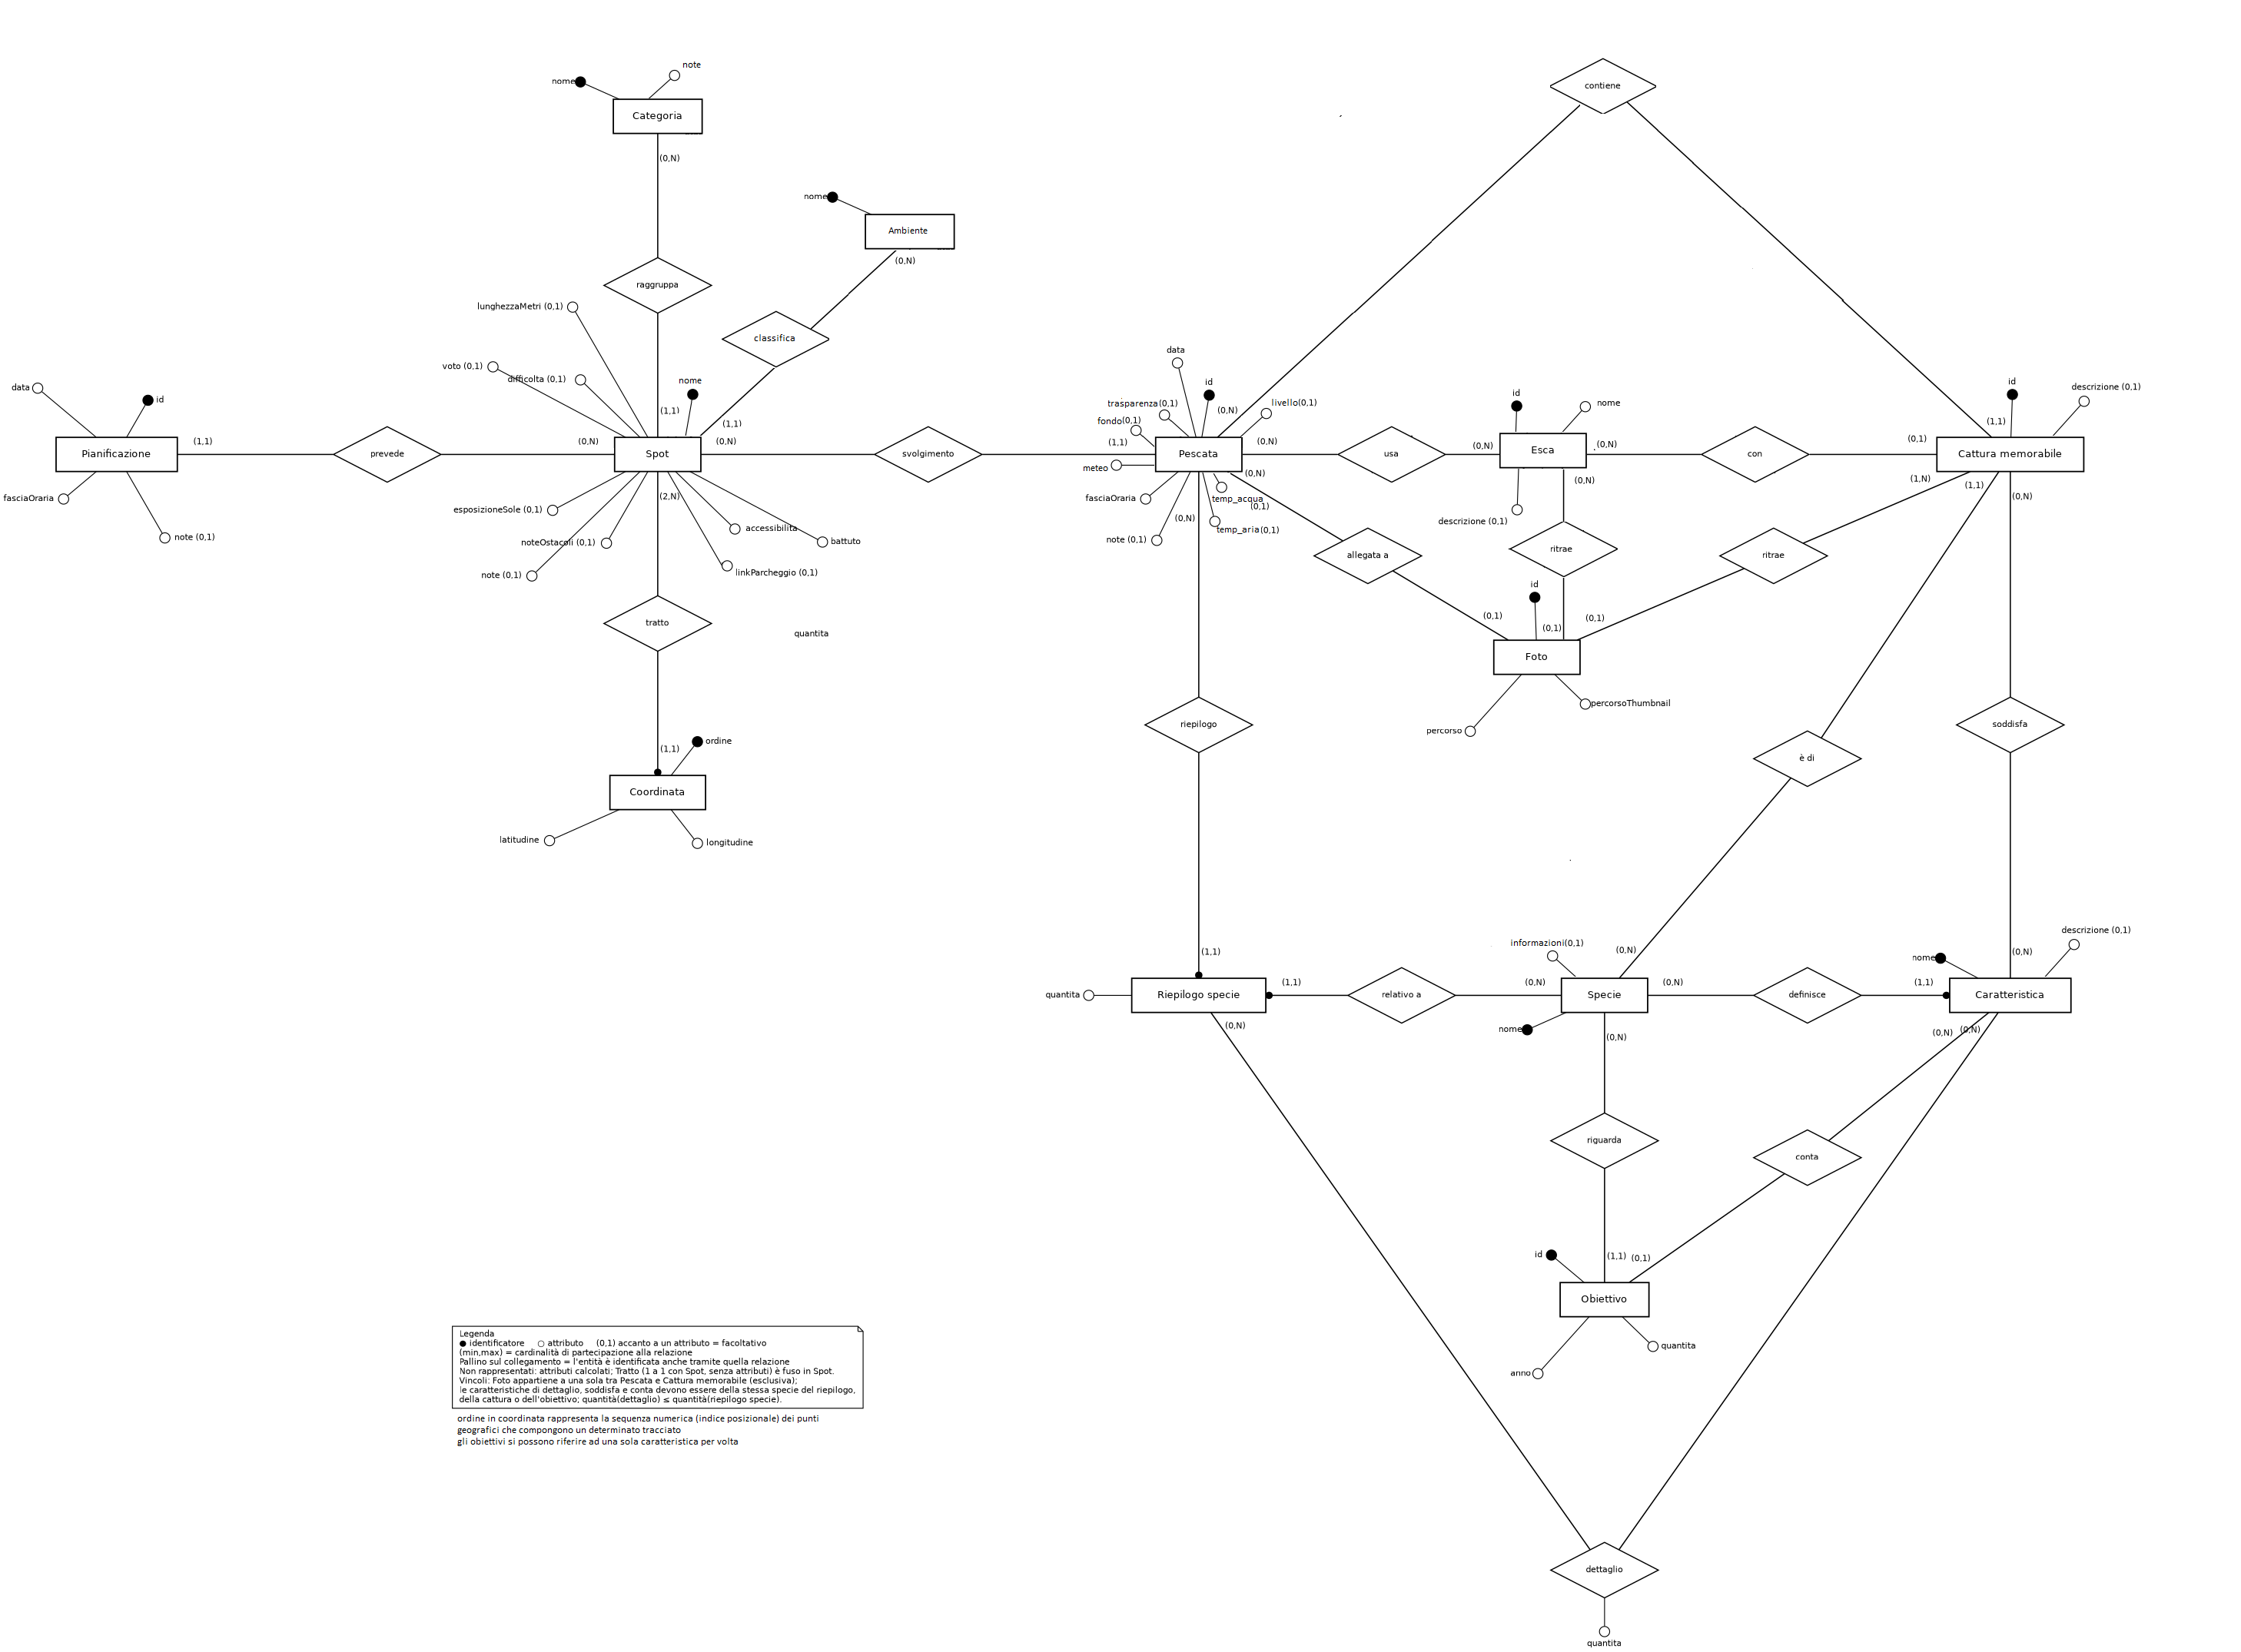 contiene
note
nome
Categoria
(0,N)
nome
Ambiente
(0,N)
raggruppa
lunghezzaMetri (0,1)
classifica
data
voto (0,1)
difficolta (0,1)
nome
id
trasparenza(0,1)
livello(0,1)
(0,N)
fondo(0,1)
id
nome
id
descrizione (0,1)
data
id
(1,1)
(1,1)
(1,1)
Pianificazione
(1,1)
prevede
(0,N)
Spot
(0,N)
svolgimento
(1,1)
Pescata
(0,N)
usa
(0,N)
Esca
(0,N)
con
(0,1)
Cattura memorabile
meteo
(0,N)
(0,N)
(1,N)
(1,1)
(0,N)
fasciaOraria
note (0,1)
esposizioneSole (0,1)
(2,N)
accessibilita
noteOstacoli (0,1)
battuto
note (0,1)
linkParcheggio (0,1)
fasciaOraria
temp_acqua
(0,1)
(0,N)
temp_aria(0,1)
note (0,1)
descrizione (0,1)
allegata a
ritrae
ritrae
id
(0,1)
(0,1)
(0,1)
tratto
quantita
Foto
percorsoThumbnail
percorso
riepilogo
soddisfa
è di
(1,1)
ordine
Coordinata
latitudine
longitudine
(1,1)
informazioni(0,1)
(0,N)
descrizione (0,1)
nome
(0,N)
quantita
Riepilogo specie
(1,1)
relativo a
(0,N)
Specie
(0,N)
definisce
(1,1)
Caratteristica
(0,N)
nome
(0,N)
(0,N)
(0,N)
riguarda
conta
id
(1,1)
(0,1)
Obiettivo
quantita
anno
Legenda
● identificatore ○ attributo (0,1) accanto a un attributo = facoltativo
(min,max) = cardinalità di partecipazione alla relazione
Pallino sul collegamento = l'entità è identificata anche tramite quella relazione
Non rappresentati: attributi calcolati; Tratto (1 a 1 con Spot, senza attributi) è fuso in Spot.
Vincoli: Foto appartiene a una sola tra Pescata e Cattura memorabile (esclusiva);
le caratteristiche di dettaglio, soddisfa e conta devono essere della stessa specie del riepilogo,
della cattura o dell'obiettivo; quantità(dettaglio) ≤ quantità(riepilogo specie).
ordine in coordinata rappresenta la sequenza numerica (indice posizionale) dei punti
geografici che compongono un determinato tracciato
gli obiettivi si possono riferire ad una sola caratteristica per volta
dettaglio
quantita